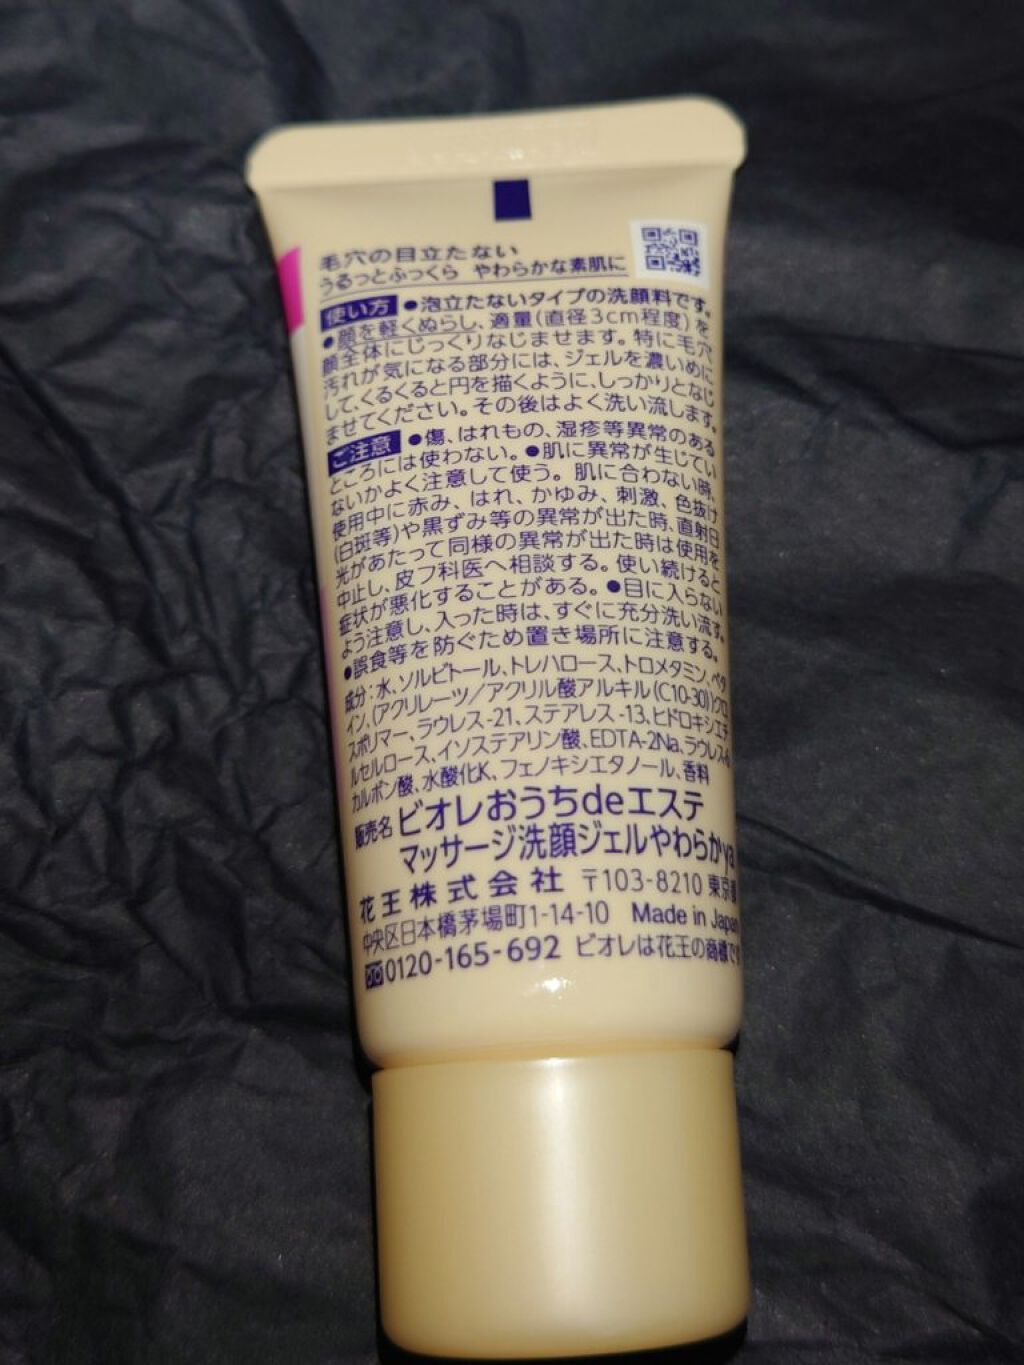 毛穴の目立たない
うるっとふっくら やわらかな素肌に
使い方 ●泡立たないタイプの洗顔料です。
●顔を軽くぬらし、適量(直径3cm程度)を
顔全体にじっくりなじませます。特に毛穴
汚れが気になる部分には、ジェルを濃いめに
して、くるくると円を描くように、しっかりとなじ
ませてください。その後はよく洗い流します。
ご注意 ●傷、はれもの、湿疹等異常のある
ところには使わない。●肌に異常が生じてい
ないかよく注意して使う。肌に合わない時、
使用中に赤み、はれ、かゆみ、刺激、色抜け
(白斑等)や黒ずみ等の異常が出た時、直射日
光があたって同様の異常が出た時は使用を
中止し、皮フ科医へ相談する。使い続けると
症状が悪化することがある。●目に入らない
よう注意し、入った時は、すぐに充分洗い流す。
●誤食等を防ぐため置き場所に注意する。
成分:水、ソルビトール、トレハロース、トロメタミン、ベタ
イン、(アクリレーツ/アクリル酸アルキル(C10-30))クロ
スポリマー、ラウレス-21、ステアレス-13、ヒドロキシエチ
ルセルロース、イソステアリン酸、EDTA-2Na、ラウレス-6
カルボン酸、水酸化K、フェノキシエタノール、香料
販売名 ビオレおうちdeエステ
マッサージ洗顔ジェルやわらかya
花王株式会社 〒103-8210 東京都
中央区日本橋茅場町1-14-10 Made in Japan
0120-165-692 ビオレは花王の商標です